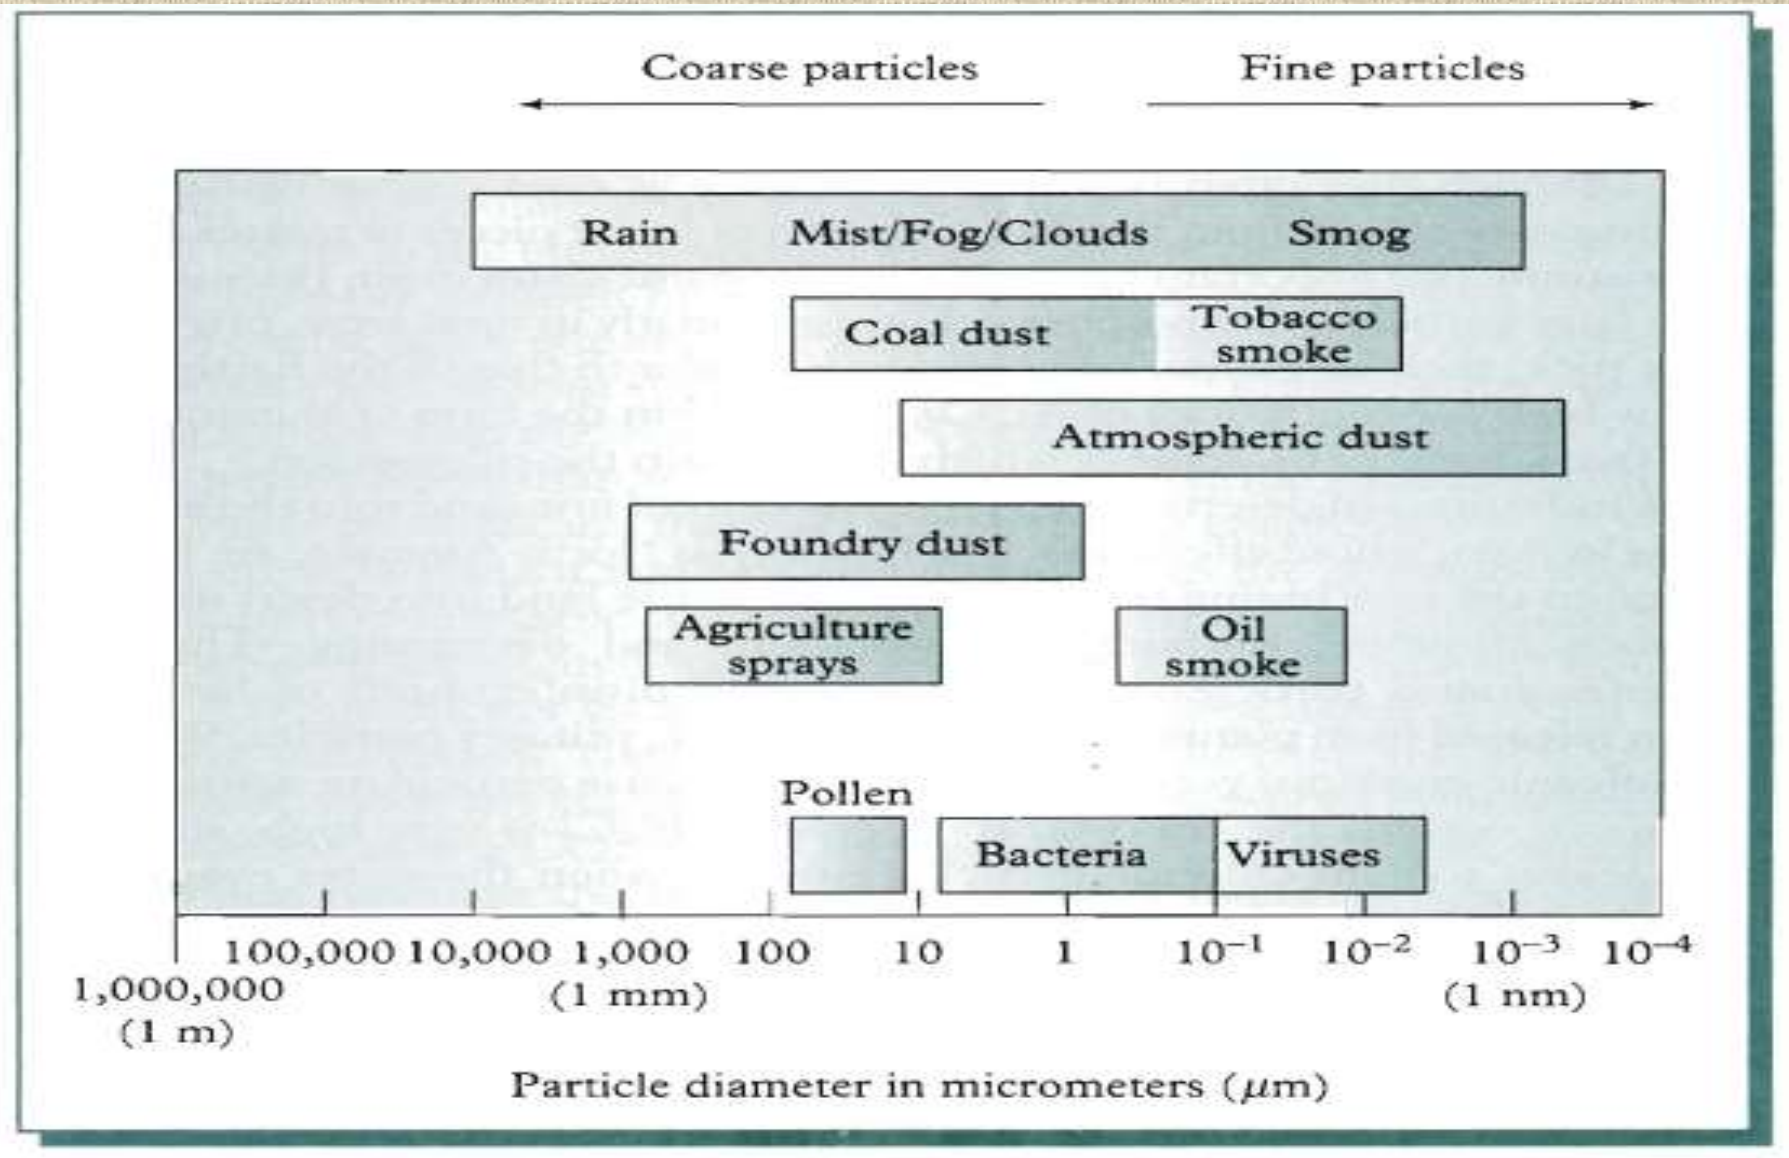 Coarse particles
Fine particles
Rain Mist/Fog/Clouds Smog
Coal dust
Tobacco
smoke
Atmospheric dust
Foundry dust
Agriculture
sprays
Oil
smoke
Pollen
Bacteria
Viruses
100,000 10,000 1,000 100 10 1 10⁻¹ 10⁻² 10⁻³ 10⁻⁴
1,000,000
(1 m)
(1 mm)
(1 nm)
Particle diameter in micrometers (μm)